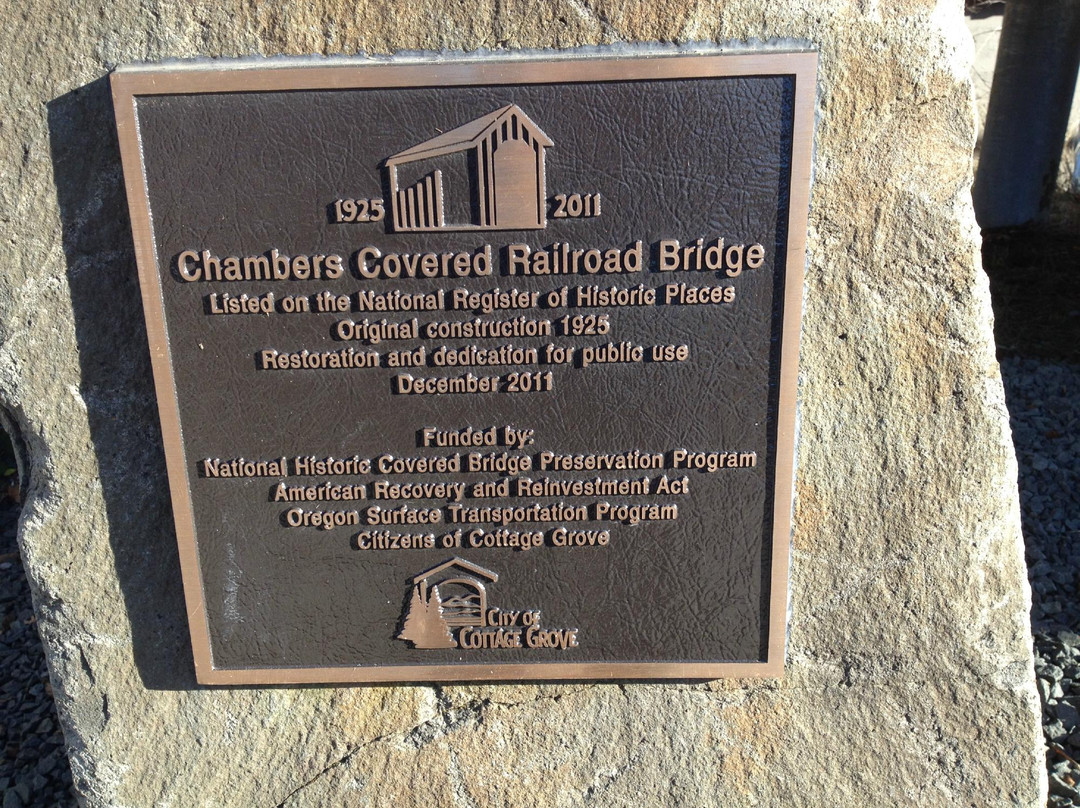 1925 2011
Chambers Covered Railroad Bridge
Listed on the National Register of Historic Places
Original construction 1925
Restoration and dedication for public use
December 2011
Funded by:
National Historic Covered Bridge Preservation Program
American Recovery and Reinvestment Act
Oregon Surface Transportation Program
Citizens of Cottage Grove
CITY OF
COTTAGE GROVE